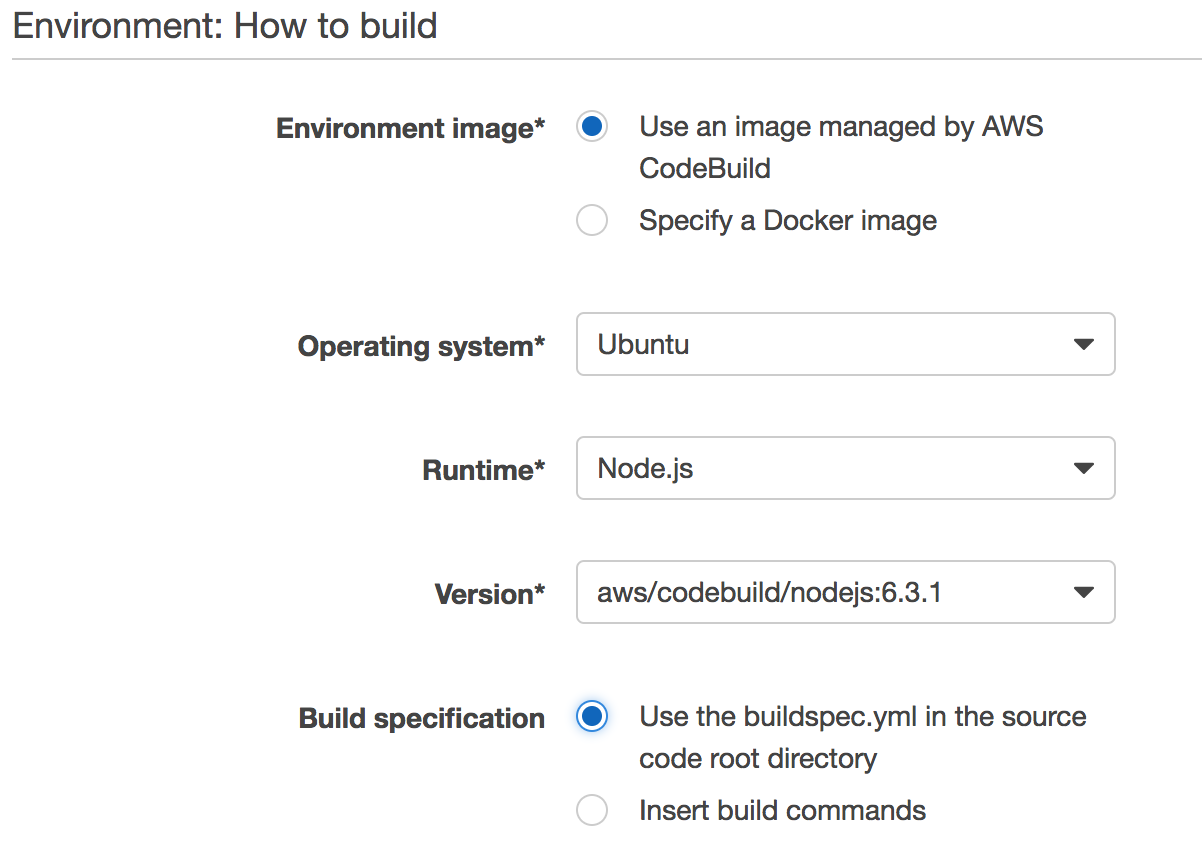 Environment: How to build
Environment image*
Use an image managed by AWS
CodeBuild
Specify a Docker image
Operating system*
Ubuntu
Runtime*
Node.js
Version*
aws/codebuild/nodejs:6.3.1
Build specification
Use the buildspec.yml in the source
code root directory
Insert build commands